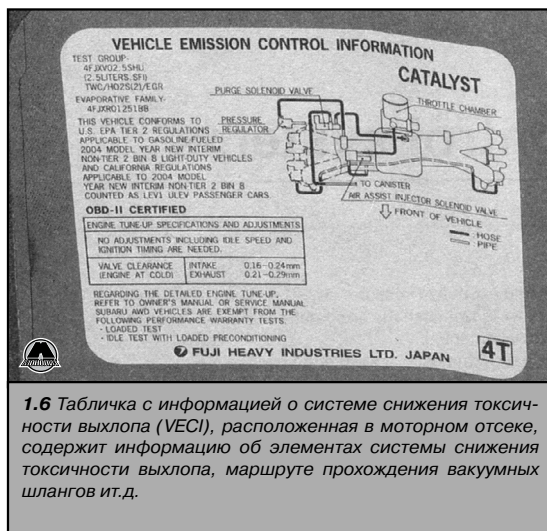 VEHICLE EMISSION CONTROL INFORMATION
CATALYST
TEST GROUP:
4FJXV02.5SHU
(2.5LITERS.SFI)
TWC/HO2S(2)/EGR
EVAPORATIVE FAMILY:
4FJXR0125188
THIS VEHICLE CONFORMS TO
U.S. EPA TIER 2 REGULATIONS
APPLICABLE TO GASOLINE-FUELED
2004 MODEL YEAR NEW INTERIM
NON-TIER 2 BIN 8 LIGHT-DUTY VEHICLES
AND CALIFORNIA REGULATIONS
APPLICABLE TO 2004 MODEL
YEAR NEW INTERIM NON-TIER 2 BIN 8
COUNTED AS LEV1 ULEV PASSENGER CARS.
OBD-II CERTIFIED
PURGE SOLENOID VALVE
PRESSURE
REGULATOR
THROTTLE CHAMBER
TO CANISTER
AIR ASSIST INJECTOR SOLENOID VALVE
FRONT OF VEHICLE
HOSE
PIPE
ENGINE TUNE-UP SPECIFICATIONS AND ADJUSTMENTS
NO ADJUSTMENTS INCLUDING IDLE SPEED AND
IGNITION TIMING ARE NEEDED.
VALVE CLEARANCE INTAKE 0.16-0.24mm
(ENGINE AT COLD) EXHAUST 0.21-0.29mm
REGARDING THE DETAILED ENGINE TUNE-UP,
REFER TO OWNER'S MANUAL OR SERVICE MANUAL
SUBARU AWD VEHICLES ARE EXEMPT FROM THE
FOLLOWING PERFORMANCE WARRANTY TESTS.
- LOADED TEST
- IDLE TEST WITH LOADED PRECONDITIONING
7 FUJI HEAVY INDUSTRIES LTD. JAPAN
4T
1.6 Табличка с информацией о системе снижения токсич-
ности выхлопа (VECI), расположенная в моторном отсеке,
содержит информацию об элементах системы снижения
токсичности выхлопа, маршруте прохождения вакуумных
шлангов ит.д.